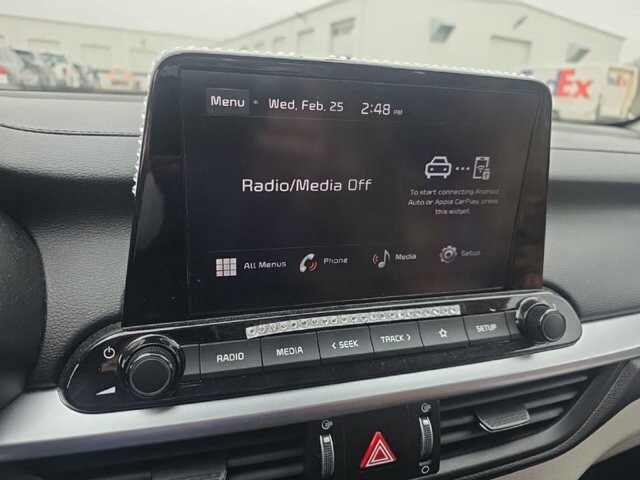 FedEx
Menu Wed, Feb. 25 2:48 PM
Radio/Media Off
To start connecting Android
Auto or Apple CarPlay, press
this widget.
All Menus Phone Media Setup
RADIO MEDIA < SEEK TRACK > ☆ SETUP